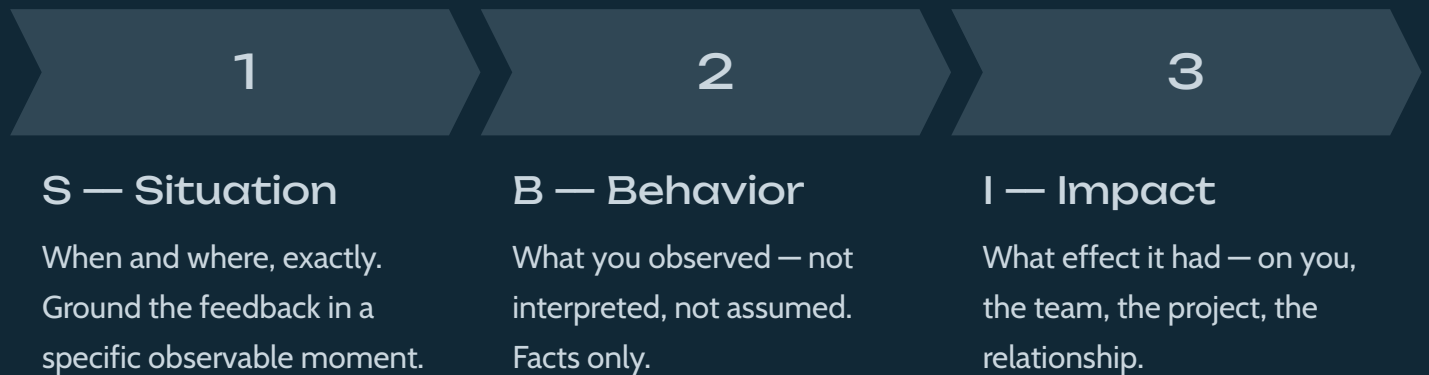 1
2
3
S — Situation
When and where, exactly.
Ground the feedback in a
specific observable moment.
B — Behavior
What you observed — not
interpreted, not assumed.
Facts only.
I — Impact
What effect it had — on you,
the team, the project, the
relationship.